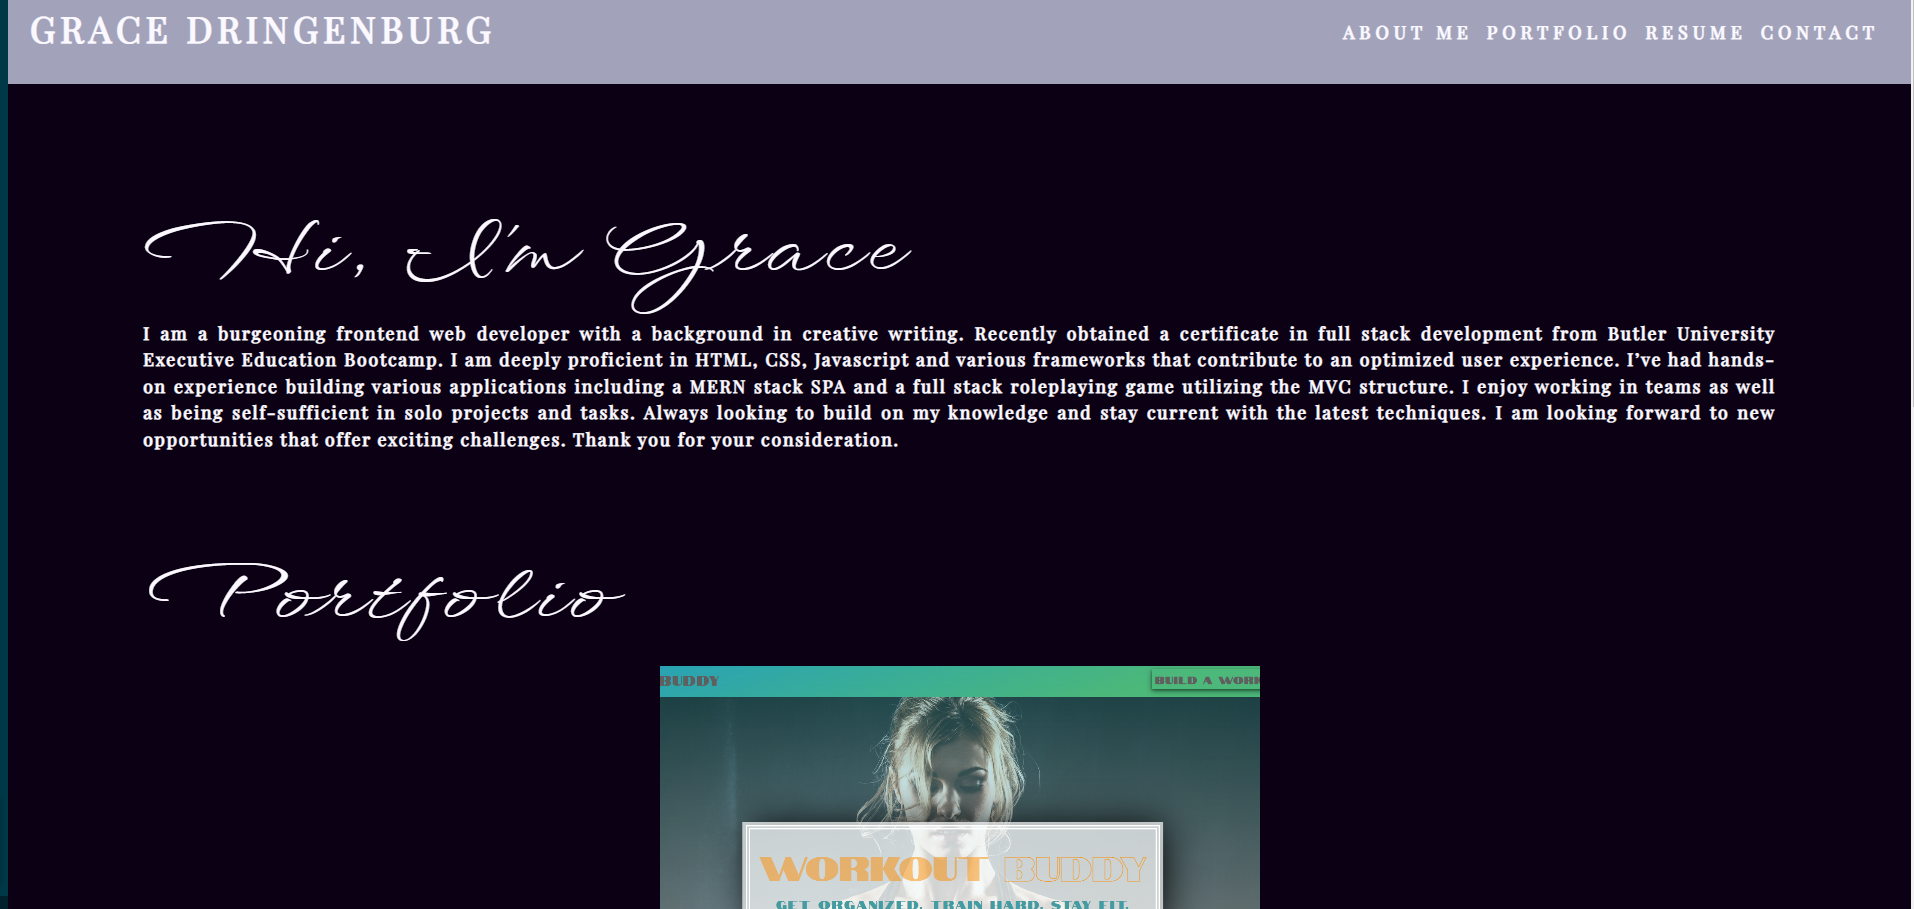 GRACE DRINGENBURG
ABOUT ME PORTFOLIO RESUME CONTACT
Hi, I'm Grace
I am a burgeoning frontend web developer with a background in creative writing. Recently obtained a certificate in full stack development from Butler University
Executive Education Bootcamp. I am deeply proficient in HTML, CSS, Javascript and various frameworks that contribute to an optimized user experience. I’ve had hands-
on experience building various applications including a MERN stack SPA and a full stack roleplaying game utilizing the MVC structure. I enjoy working in teams as well
as being self-sufficient in solo projects and tasks. Always looking to build on my knowledge and stay current with the latest techniques. I am looking forward to new
opportunities that offer exciting challenges. Thank you for your consideration.
Portfolio
BUDDY
BUILD A WORK
WORKOUT BUDDY
GET ORGANIZED. TRAIN HARD. STAY FIT.